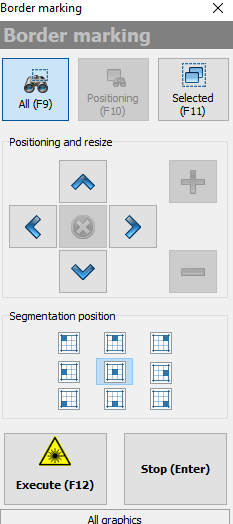 Border marking
Border marking
All (F9)
Positioning
(F10)
Selected
(F11)
Positioning and resize
Segmentation position
Execute (F12)
Stop (Enter)
All graphics